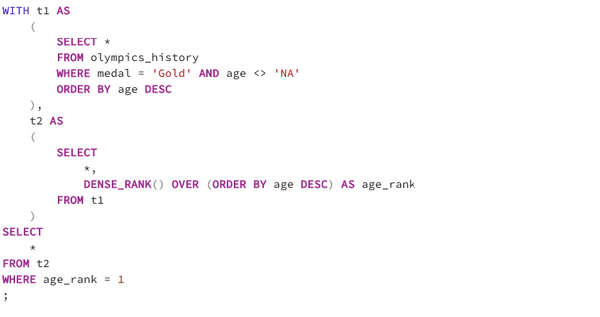 WITH t1 AS
(
SELECT *
FROM olympics_history
WHERE medal = 'Gold' AND age <> 'NA'
ORDER BY age DESC
),
t2 AS
(
SELECT
*,
DENSE_RANK() OVER (ORDER BY age DESC) AS age_rank
FROM t1
)
SELECT
*
FROM t2
WHERE age_rank = 1
;